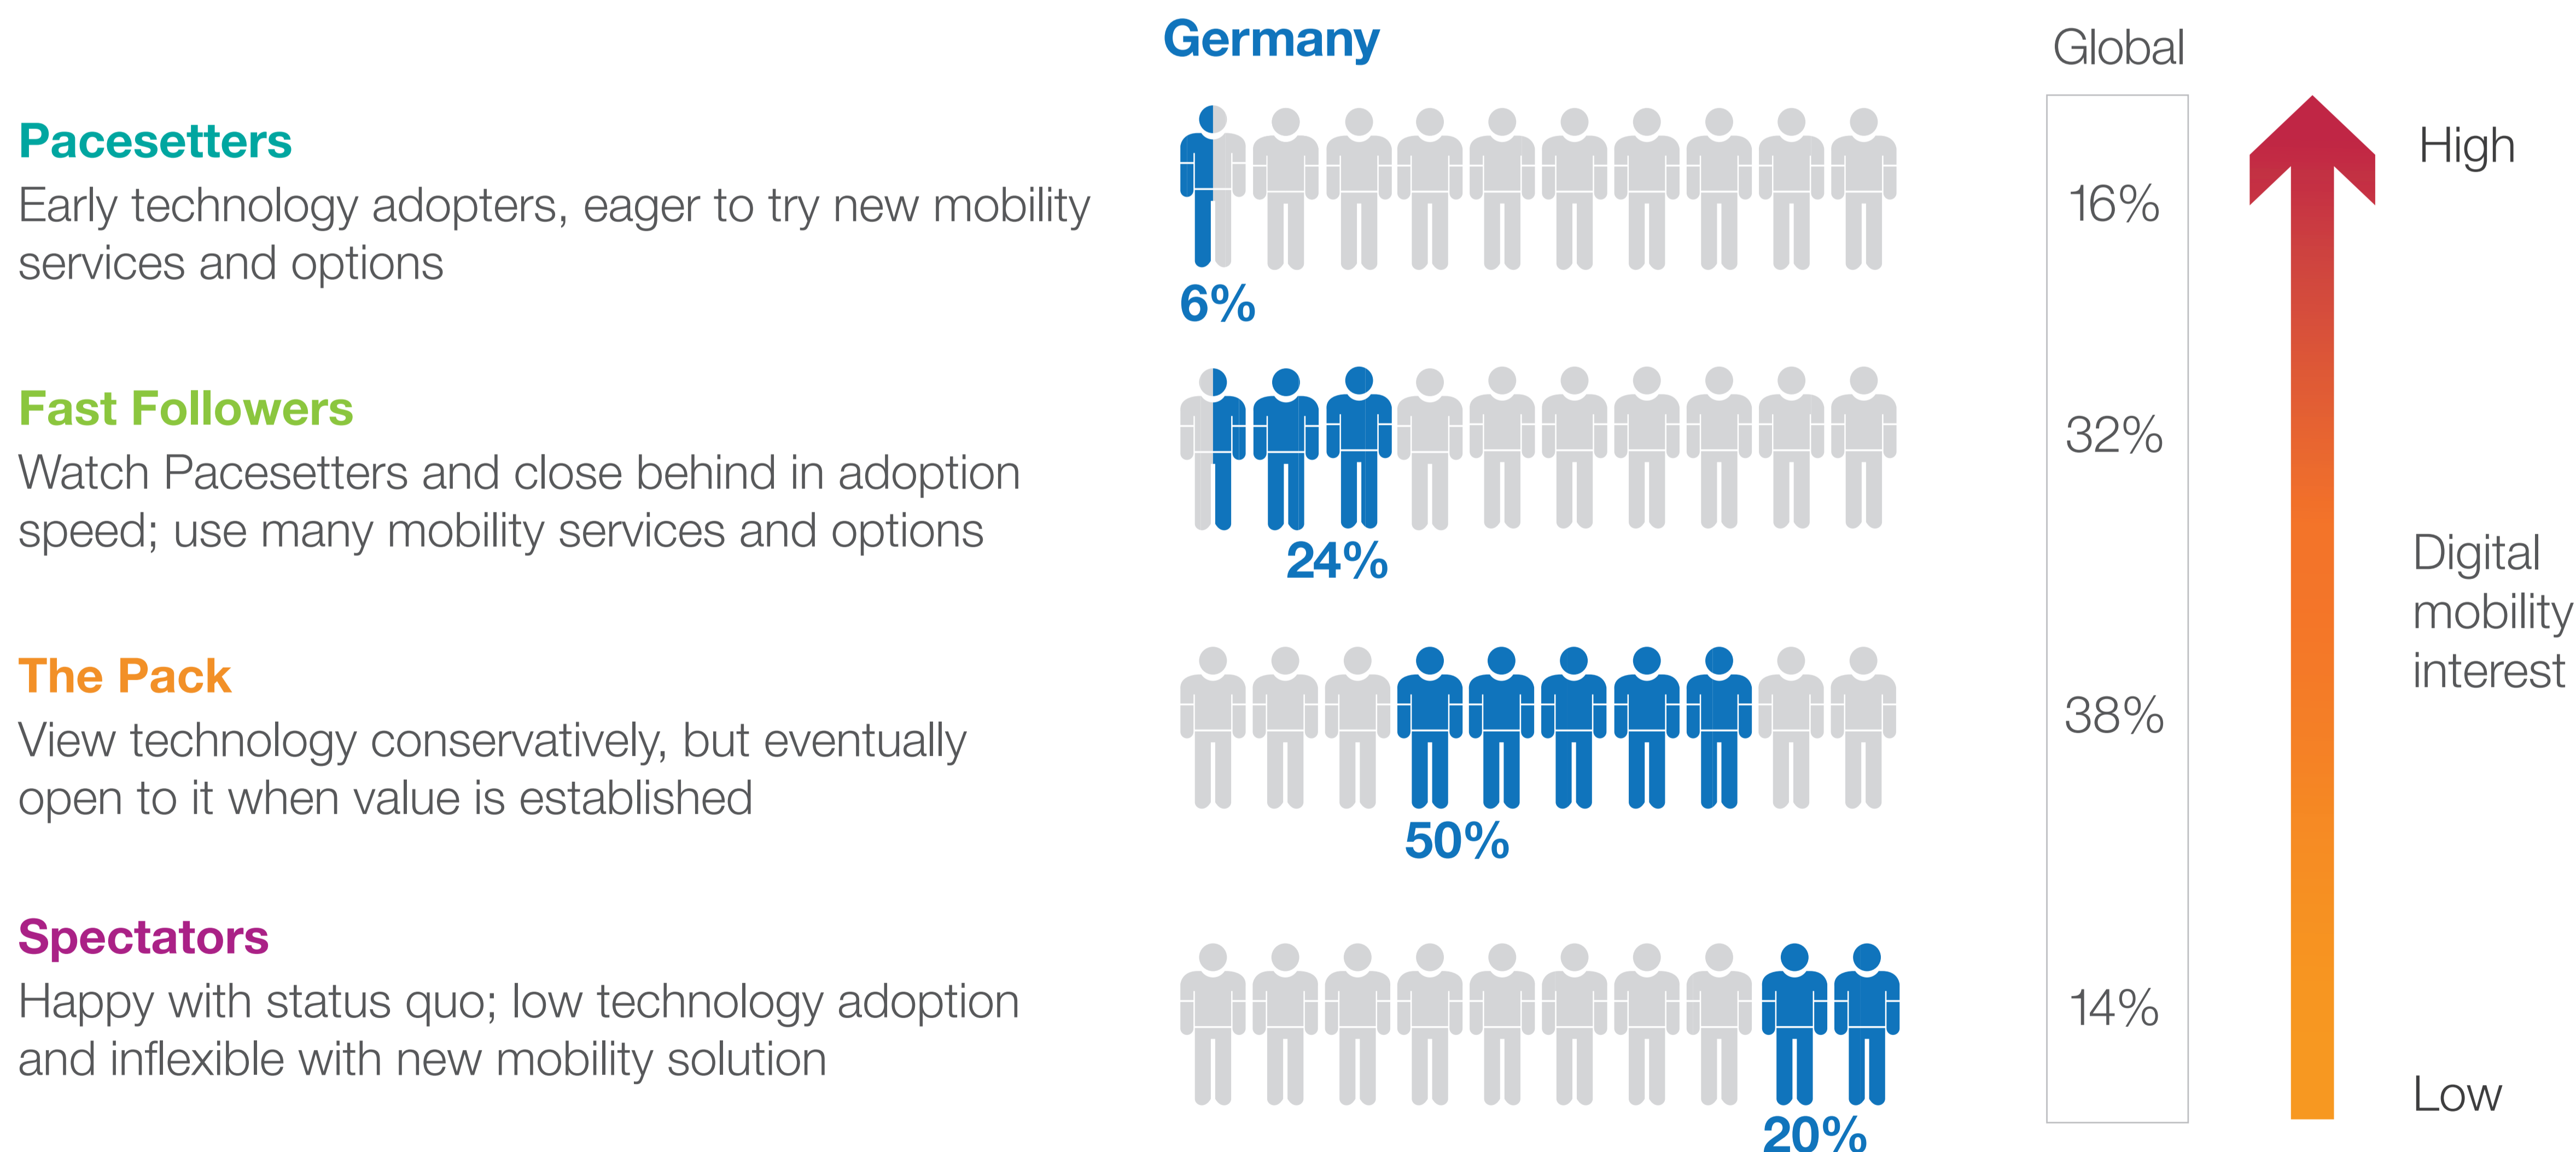 Germany
Global
Pacesetters
Early technology adopters, eager to try new mobility
services and options
6%
16%
High
Fast Followers
Watch Pacesetters and close behind in adoption
speed; use many mobility services and options
24%
32%
Digital
mobility
interest
The Pack
View technology conservatively, but eventually
open to it when value is established
50%
38%
Spectators
Happy with status quo; low technology adoption
and inflexible with new mobility solution
20%
14%
Low